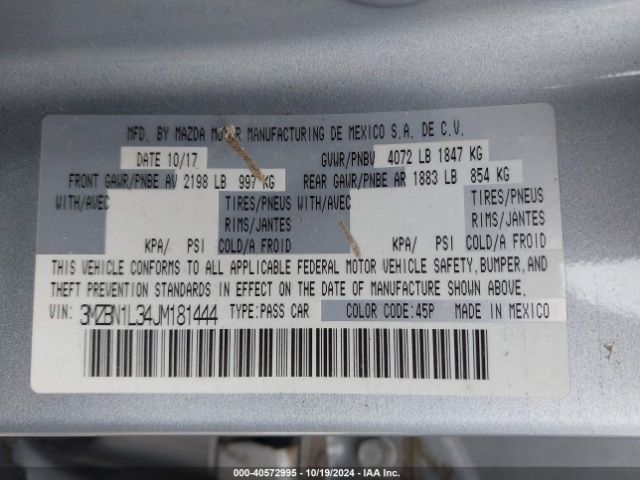 MFD. BY MAZDA MOTOR MANUFACTURING DE MEXICO S.A. DE C.V.
DATE 10/17 GVWR/PNBV 4072 LB 1847 KG
FRONT GAWR/PNBE AV 2198 LB 997 KG REAR GAWR/PNBE AR 1883 LB 854 KG
WITH/AVEC TIRES/PNEUS WITH/AVEC TIRES/PNEUS
RIMS/JANTES RIMS/JANTES
KPA/ PSI COLD/A FROID KPA/ PSI COLD/A FROID
THIS VEHICLE CONFORMS TO ALL APPLICABLE FEDERAL MOTOR VEHICLE SAFETY, BUMPER, AND
THEFT PREVENTION STANDARDS IN EFFECT ON THE DATE OF MANUFACTURE SHOWN ABOVE.
VIN: 3MZBN1L34JM181444 TYPE:PASS CAR COLOR CODE:45P MADE IN MEXICO
000-40572995 - 10/19/2024 - IAA Inc.